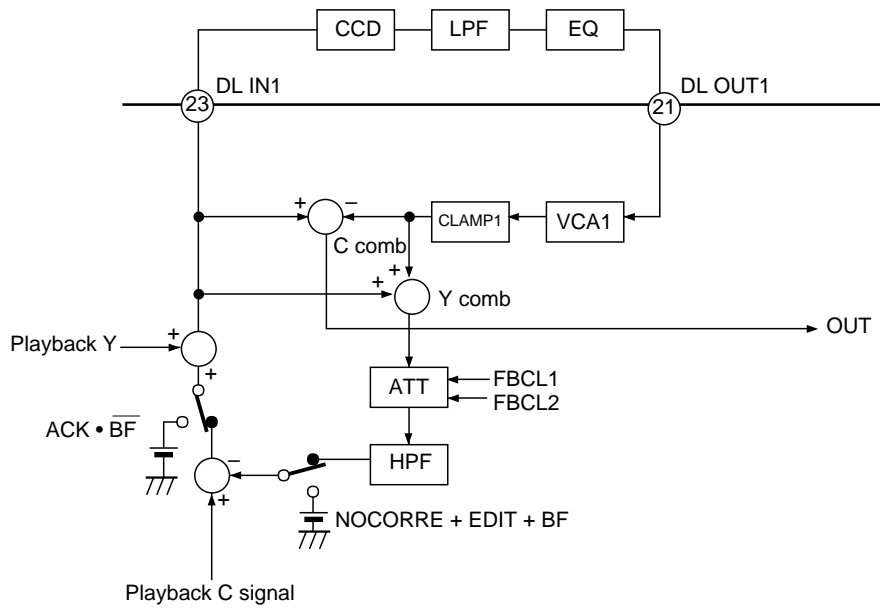 CCD
LPF
EQ
DL IN1
DL OUT1
23
21
+
−
CLAMP1
VCA1
C comb
+
+
Y comb
OUT
Playback Y
+
+
ATT
FBCL1
FBCL2
ACK • B̅F̅
−
HPF
+
NOCORRE + EDIT + BF
Playback C signal